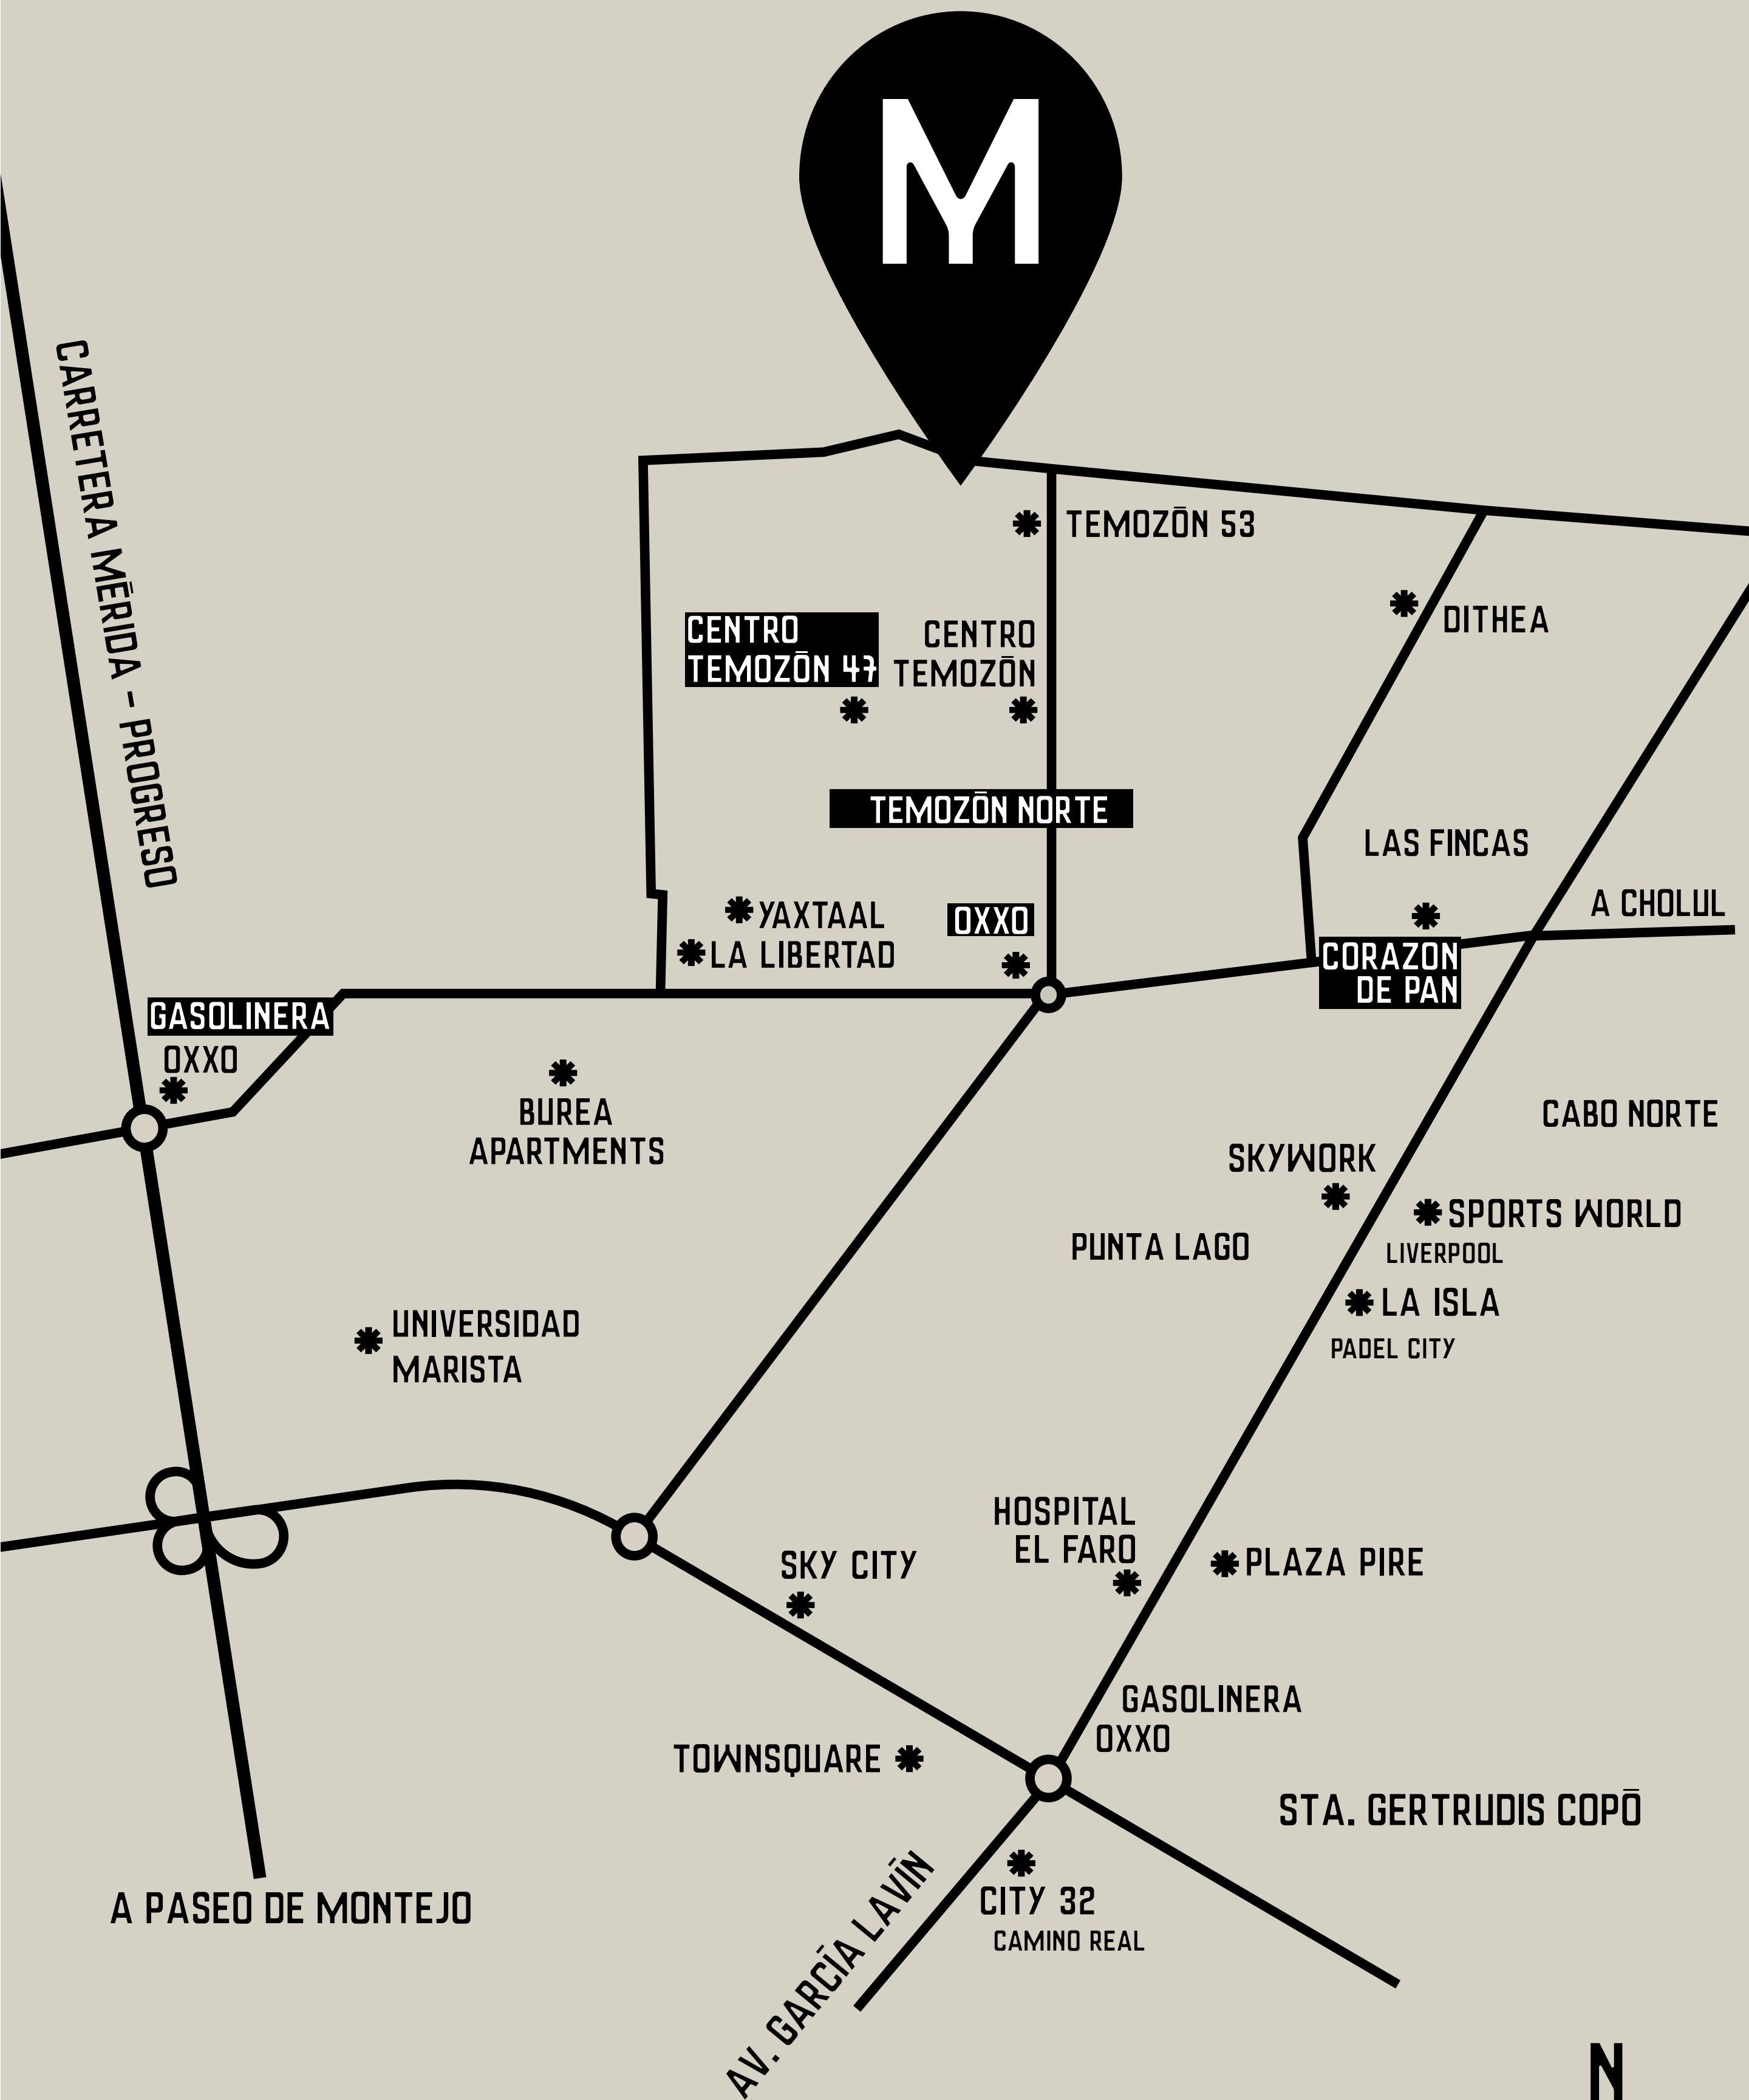 M
CARRETERA MĒRIDA - PROGRESO
TEMOZŌN 53
DITHEA
CENTRO
TEMOZŌN 47
CENTRO
TEMOZŌN
TEMOZŌN NORTE
LAS FINCAS
A CHOLUL
YAXTAAL
LA LIBERTAD
OXXO
CORAZON
DE PAN
GASOLINERA
OXXO
BUREA
APARTMENTS
CABO NORTE
SKYWORK
SPORTS WORLD
LIVERPOOL
PUNTA LAGO
LA ISLA
PADEL CITY
UNIVERSIDAD
MARISTA
HOSPITAL
EL FARO
PLAZA PIRE
SKY CITY
GASOLINERA
OXXO
TOWNSQUARE
STA. GERTRUDIS COPŌ
A PASEO DE MONTEJO
CITY 32
CAMINO REAL
AV. GARCĪA LAVĪN
N